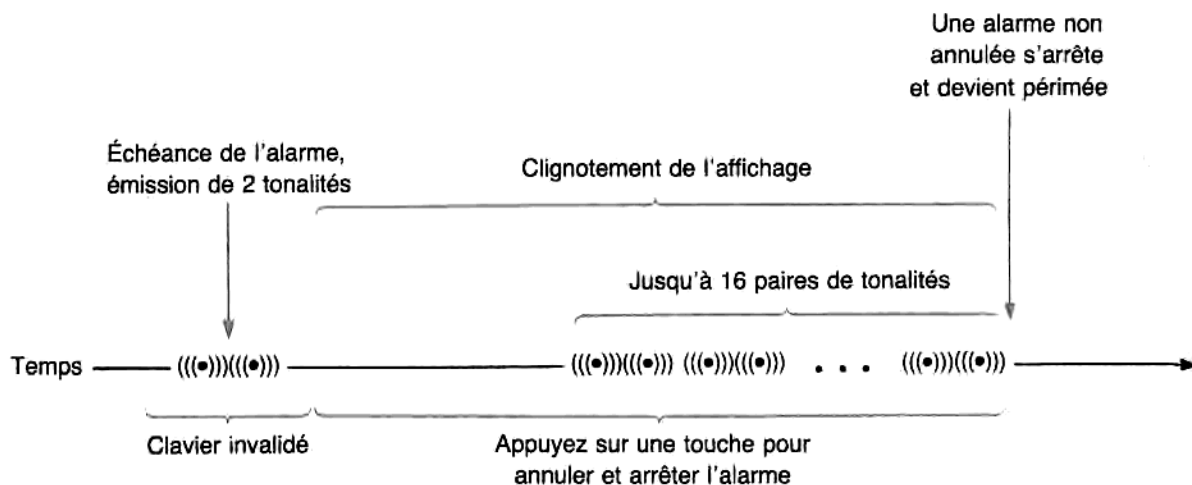 Une alarme non
annulée s'arrête
et devient périmée
Échéance de l'alarme,
émission de 2 tonalités
Clignotement de l'affichage
Jusqu'à 16 paires de tonalités
Temps (((•)))(((•))) (((•)))(((•))) (((•)))(((•))) . . . (((•)))(((•)))
Clavier invalidé
Appuyez sur une touche pour
annuler et arrêter l'alarme